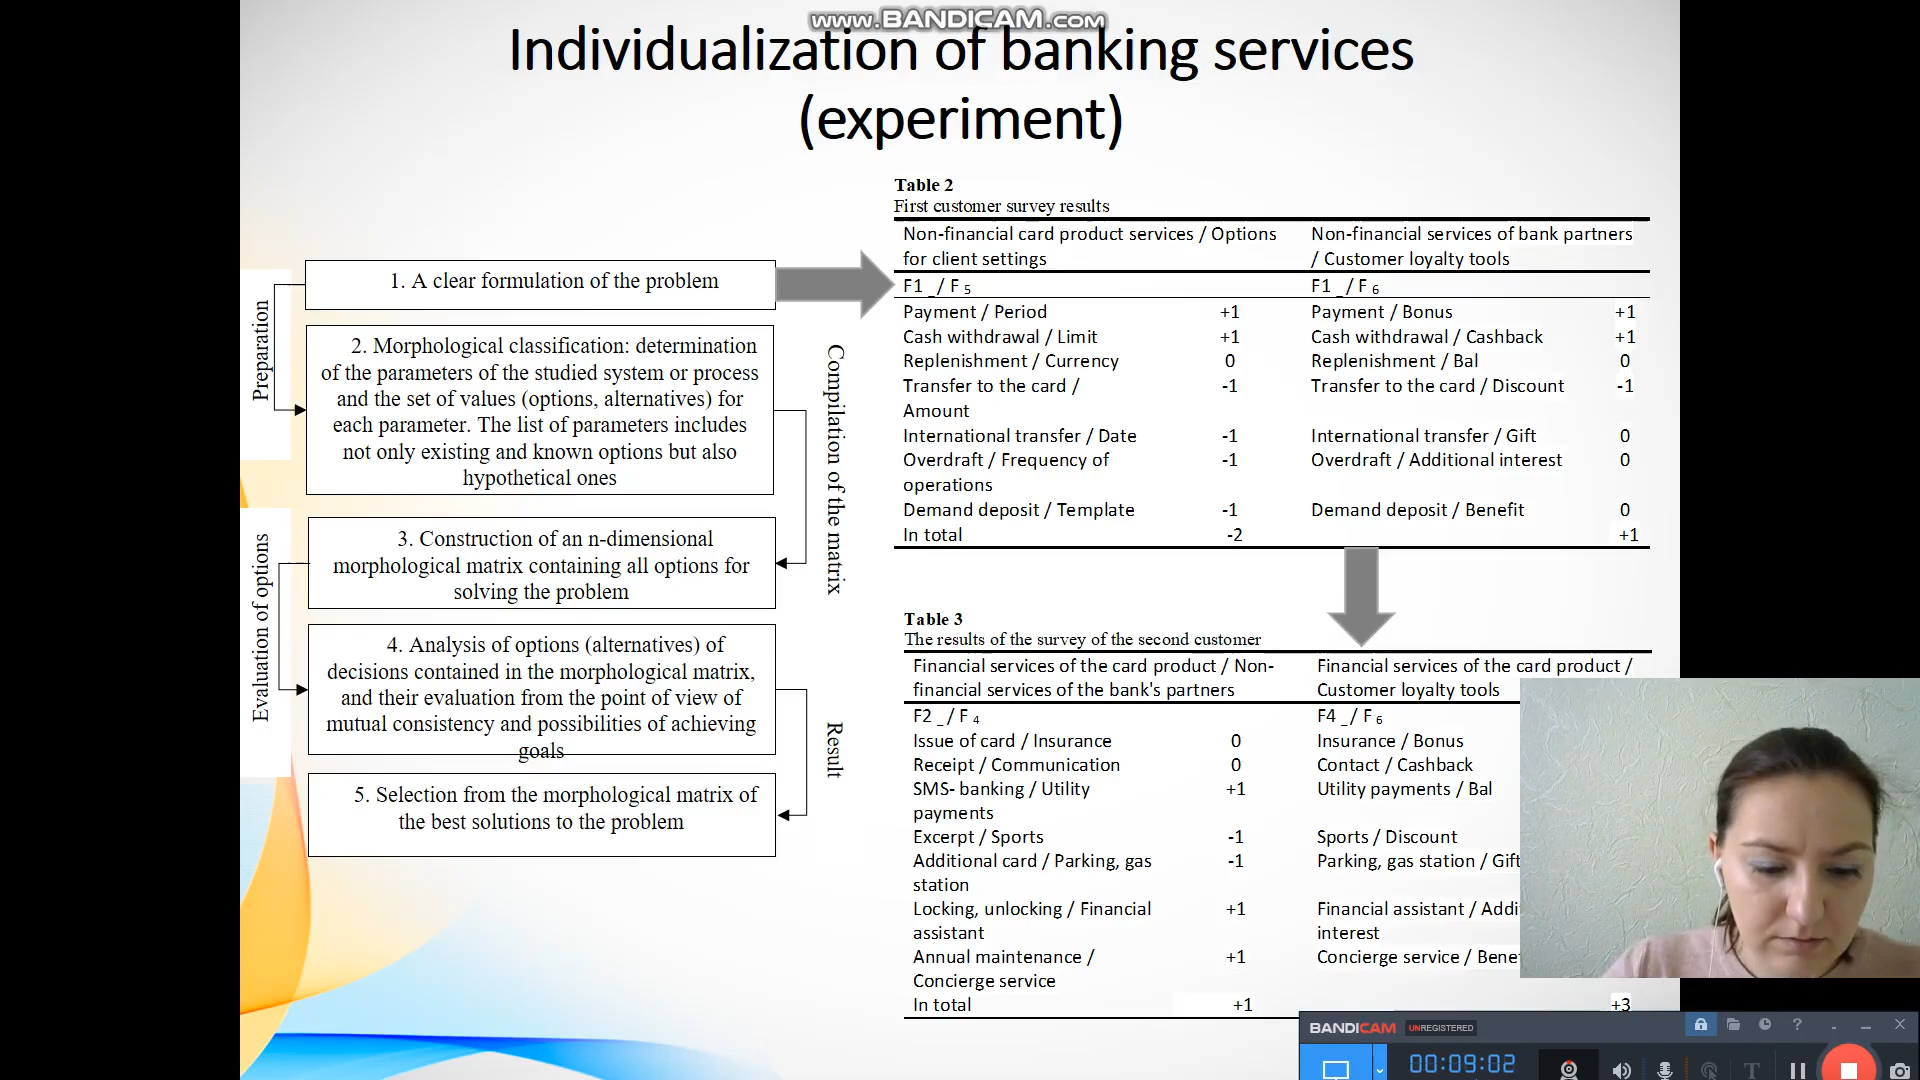 www.BANDICAM.com
Individualization of banking services
(experiment)
Preparation
Evaluation of options
1. A clear formulation of the problem
2. Morphological classification: determination
of the parameters of the studied system or process
and the set of values (options, alternatives) for
each parameter. The list of parameters includes
not only existing and known options but also
hypothetical ones
3. Construction of an n-dimensional
morphological matrix containing all options for
solving the problem
4. Analysis of options (alternatives) of
decisions contained in the morphological matrix,
and their evaluation from the point of view of
mutual consistency and possibilities of achieving
goals
5. Selection from the morphological matrix of
the best solutions to the problem
Compilation of the matrix
Result
Table 2
First customer survey results
Non-financial card product services / Options Non-financial services of bank partners
for client settings / Customer loyalty tools
F1 _/ F 5 F1 _/ F 6
Payment / Period +1 Payment / Bonus +1
Cash withdrawal / Limit +1 Cash withdrawal / Cashback +1
Replenishment / Currency 0 Replenishment / Bal 0
Transfer to the card / -1 Transfer to the card / Discount -1
Amount
International transfer / Date -1 International transfer / Gift 0
Overdraft / Frequency of -1 Overdraft / Additional interest 0
operations
Demand deposit / Template -1 Demand deposit / Benefit 0
In total -2 +1
Table 3
The results of the survey of the second customer
Financial services of the card product / Non- Financial services of the card product /
financial services of the bank's partners Customer loyalty tools
F2 _/ F 4 F4 _/ F 6
Issue of card / Insurance 0 Insurance / Bonus
Receipt / Communication 0 Contact / Cashback
SMS- banking / Utility +1 Utility payments / Bal
payments
Excerpt / Sports -1 Sports / Discount
Additional card / Parking, gas -1 Parking, gas station / Gift
station
Locking, unlocking / Financial +1 Financial assistant /
assistant interest
Annual maintenance / +1 Concierge service /
Concierge service
In total +1 +3
BANDICAM UNREGISTERED
00:09:02